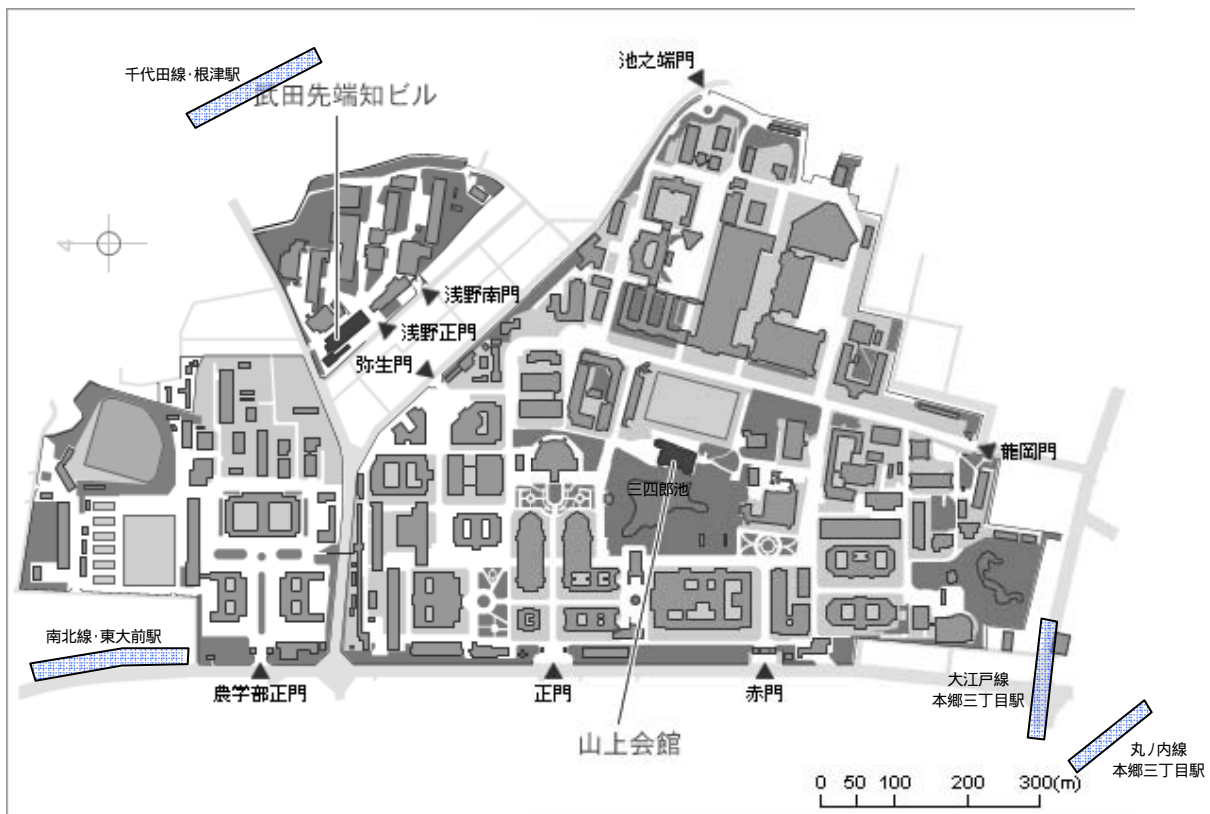 池之端門
千代田線･根津駅
武田先端知ビル
浅野南門
浅野正門
弥生門
龍岡門
三四郎池
南北線･東大前駅
農学部正門
正門
赤門
大江戸線
本郷三丁目駅
山上会館
丸ノ内線
本郷三丁目駅
0 50 100 200 300(m)
4